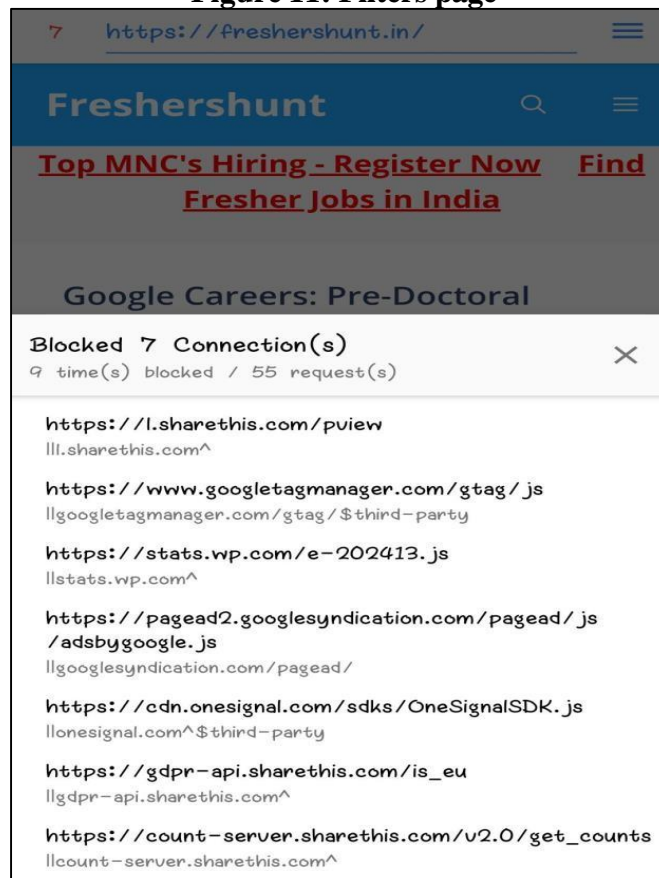 Figure 11: Filters page
7 https://freshershunt.in/
Freshershunt
Top MNC's Hiring - Register Now Find
Fresher Jobs in India
Google Careers: Pre-Doctoral
Blocked 7 Connection(s)
9 time(s) blocked / 55 request(s)
https://l.sharethis.com/pview
||l.sharethis.com^
https://www.googletagmanager.com/gtag/js
||googletagmanager.com/gtag/$third-party
https://stats.wp.com/e-202413.js
||stats.wp.com^
https://pagead2.googlesyndication.com/pagead/js
/adsbygoogle.js
||googlesyndication.com/pagead/
https://cdn.onesignal.com/sdks/OneSignalSDK.js
||onesignal.com^$third-party
https://gdpr-api.sharethis.com/is_eu
||gdpr-api.sharethis.com^
https://count-server.sharethis.com/v2.0/get_counts
||count-server.sharethis.com^